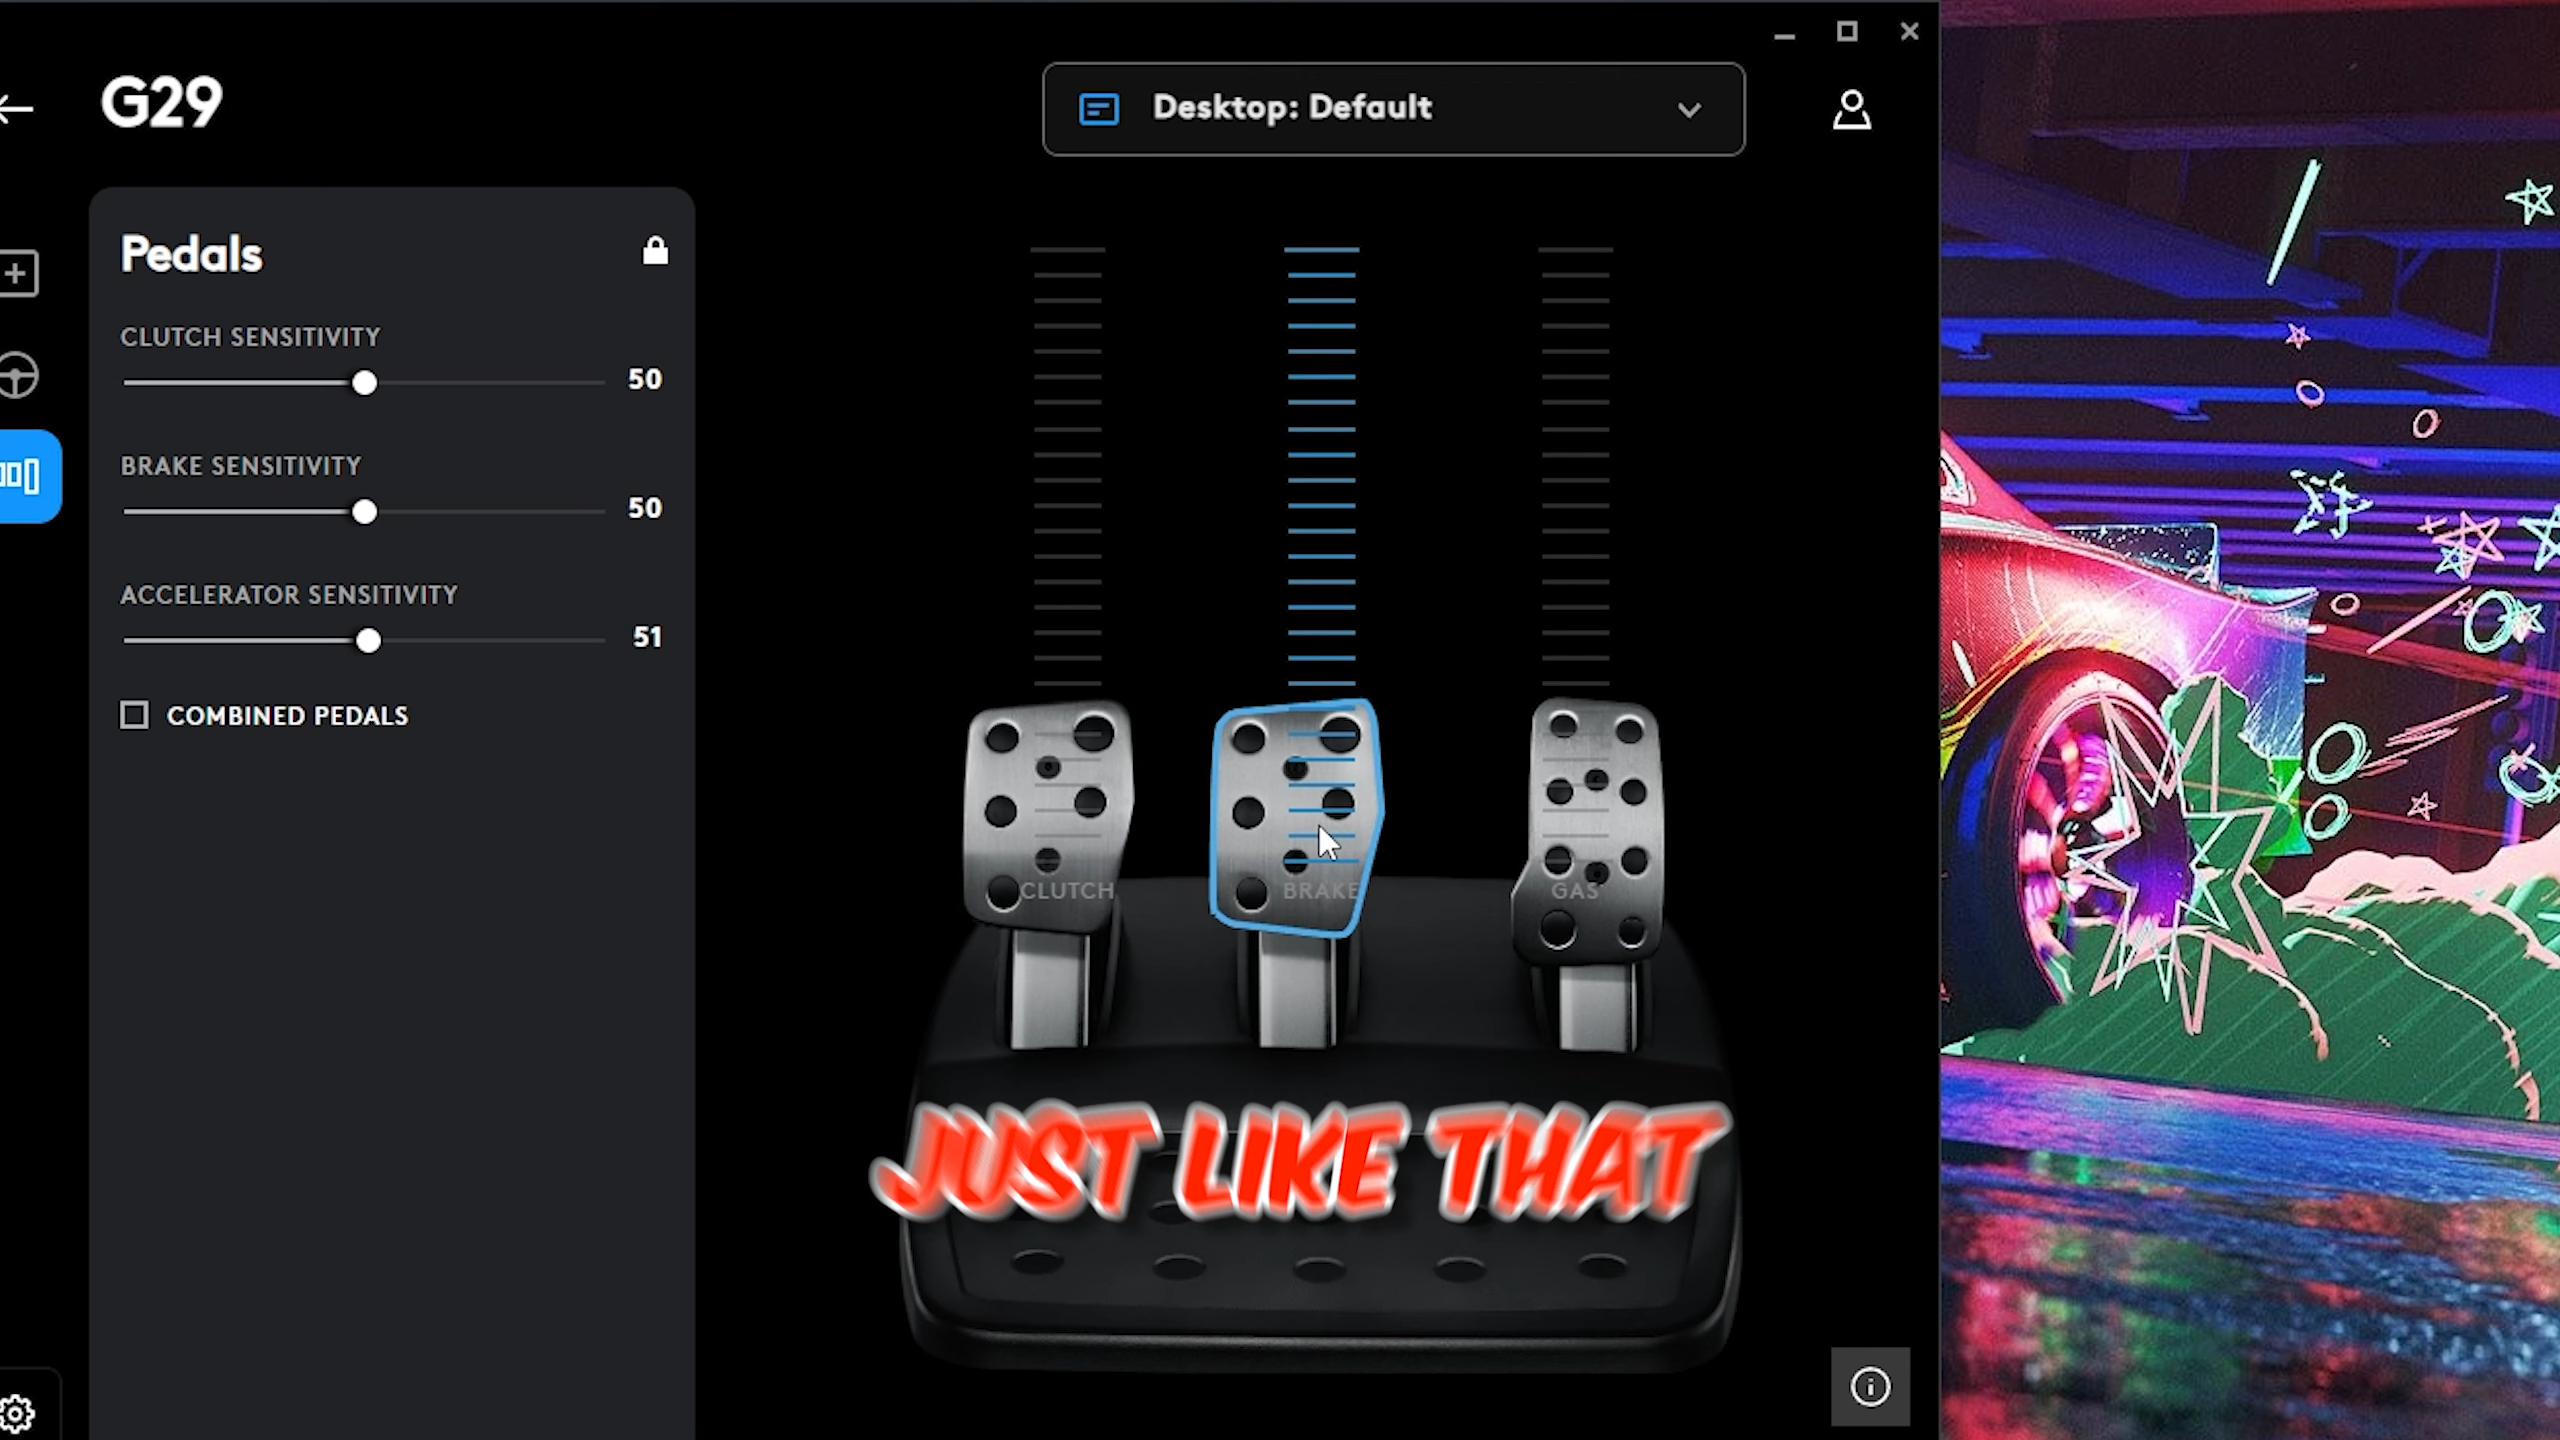 G29
Desktop: Default
Pedals
CLUTCH SENSITIVITY
50
BRAKE SENSITIVITY
50
ACCELERATOR SENSITIVITY
51
COMBINED PEDALS
CLUTCH
BRAKE
GAS
JUST LIKE THAT